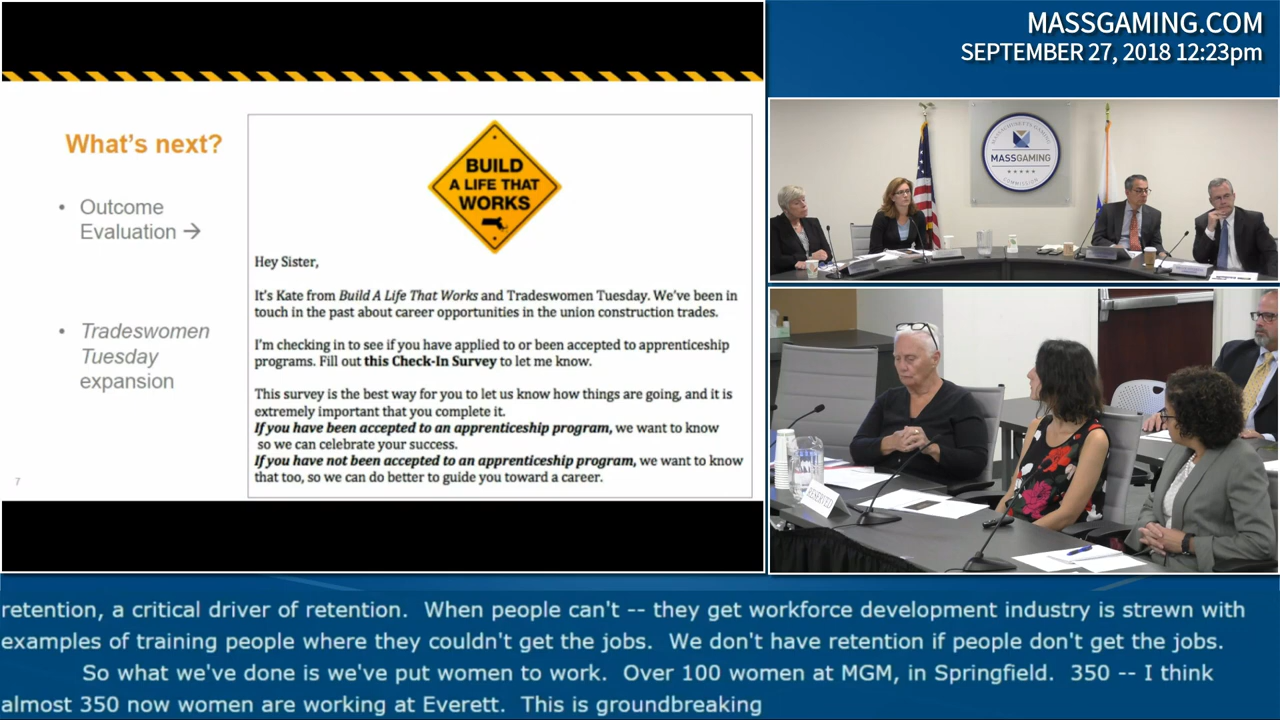 MASSGAMING.COM
SEPTEMBER 27, 2018 12:23pm
What's next?
• Outcome
Evaluation →
• Tradeswomen
Tuesday
expansion
7
BUILD
A LIFE THAT
WORKS
Hey Sister,
It's Kate from Build A Life That Works and Tradeswomen Tuesday. We've been in
touch in the past about career opportunities in the union construction trades.
I'm checking in to see if you have applied to or been accepted to apprenticeship
programs. Fill out this Check-In Survey to let me know.
This survey is the best way for you to let us know how things are going, and it is
extremely important that you complete it.
If you have been accepted to an apprenticeship program, we want to know
so we can celebrate your success.
If you have not been accepted to an apprenticeship program, we want to know
that too, so we can do better to guide you toward a career.
MASSACHUSETTS GAMING
MASSGAMING
COMMISSION
RESERVED
retention, a critical driver of retention. When people can't -- they get workforce development industry is strewn with
examples of training people where they couldn't get the jobs. We don't have retention if people don't get the jobs.
So what we've done is we've put women to work. Over 100 women at MGM, in Springfield. 350 -- I think
almost 350 now women are working at Everett. This is groundbreaking